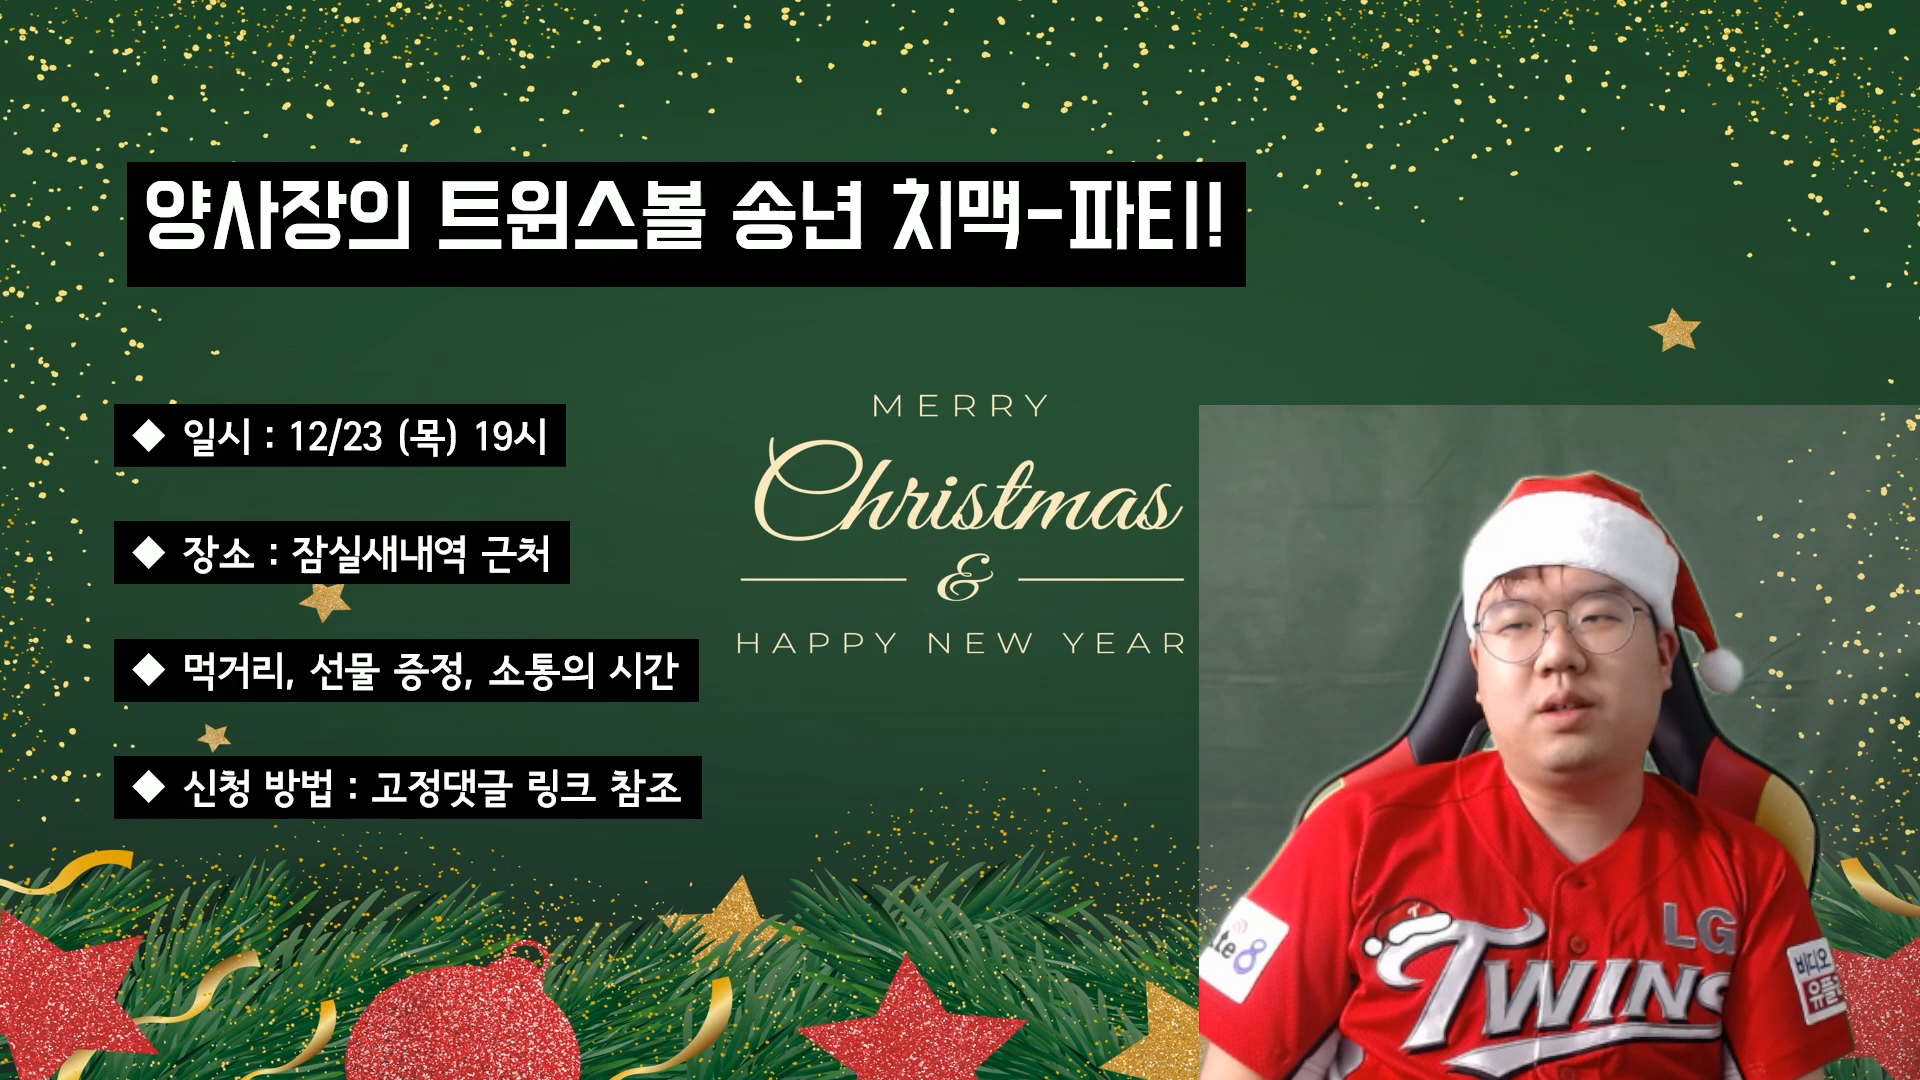 양사장의 트윈스볼 송년 치맥-파티!
◆ 일시 : 12/23 (목) 19시
◆ 장소 : 잠실새내역 근처
◆ 먹거리, 선물 증정, 소통의 시간
◆ 신청 방법 : 고정댓글 링크 참조
MERRY
Christmas
&
HAPPY NEW YEAR
LG
TWINS
비디오